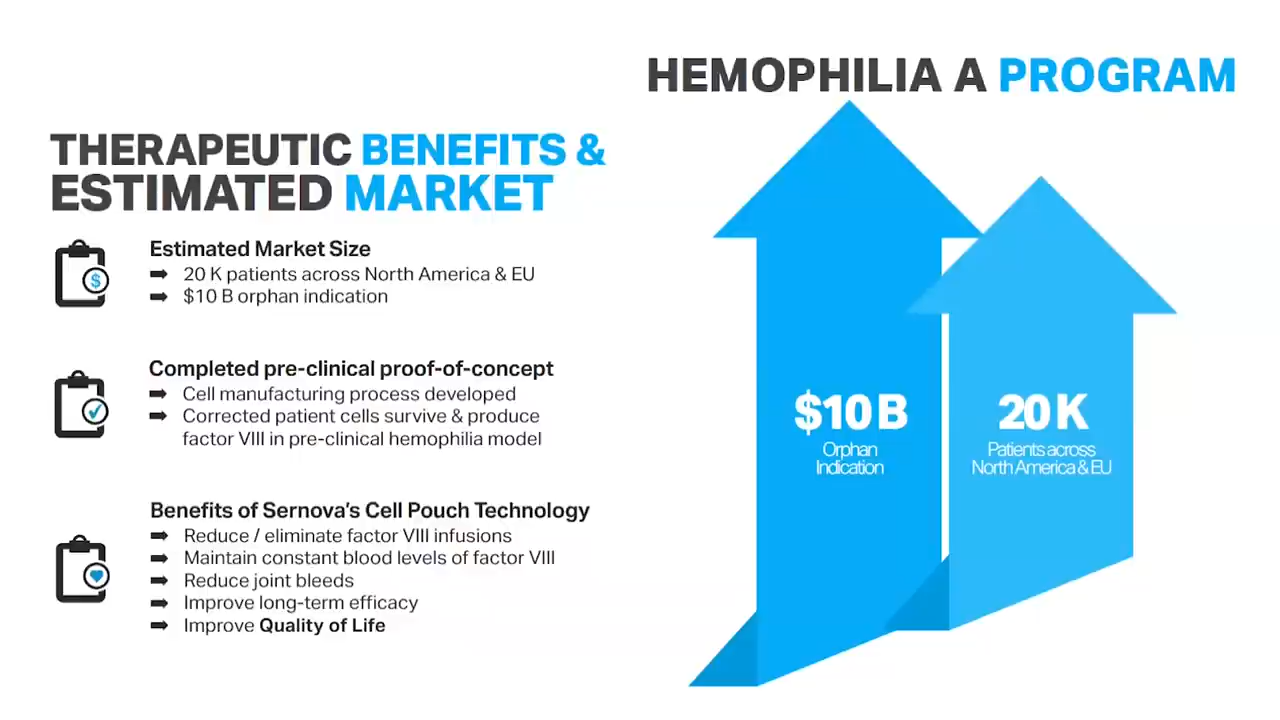 HEMOPHILIA A PROGRAM
THERAPEUTIC BENEFITS &
ESTIMATED MARKET
Estimated Market Size
➡ 20 K patients across North America & EU
➡ $10 B orphan indication
Completed pre-clinical proof-of-concept
➡ Cell manufacturing process developed
➡ Corrected patient cells survive & produce
factor VIII in pre-clinical hemophilia model
Benefits of Sernova’s Cell Pouch Technology
➡ Reduce / eliminate factor VIII infusions
➡ Maintain constant blood levels of factor VIII
➡ Reduce joint bleeds
➡ Improve long-term efficacy
➡ Improve Quality of Life
$10 B
Orphan
Indication
20 K
Patients across
North America & EU